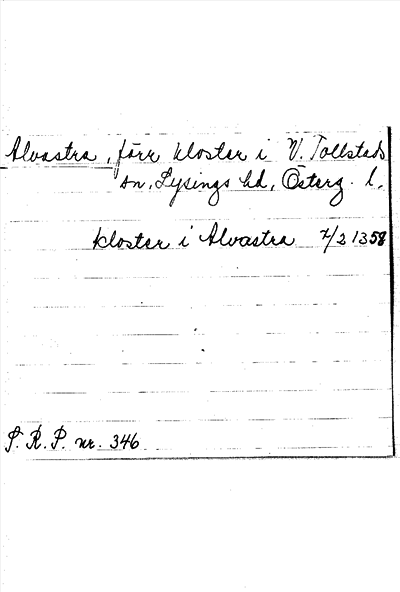 Alvastra, förr kloster i V. Tollstads
sn, Lysings hd, Österg. l.
kloster i Alvastra 7/2 1358
S. R. P. nr. 346